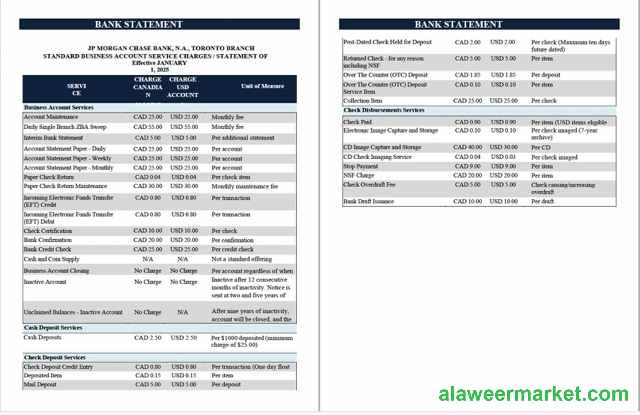 BANK STATEMENT
JP MORGAN CHASE BANK, N.A., TORONTO BRANCH
STANDARD BUSINESS ACCOUNT SERVICE CHARGES / STATEMENT OF
Effective JANUARY
1, 2025
SERVI
CE
CHARGE
CANADIA
N
CHARGE
USD
ACCOUNT
Unit of Measure
Business Account Services
Account Maintenance CAD 25.00 USD 25.00 Monthly fee
Daily Single Branch ZBA Sweep CAD 55.00 USD 55.00 Monthly fee
Interim Bank Statement CAD 5.00 USD 5.00 Per additional statement
Account Statement Paper - Daily CAD 25.00 USD 25.00 Per account
Account Statement Paper - Weekly CAD 25.00 USD 25.00 Per account
Account Statement Paper - Monthly CAD 25.00 USD 25.00 Per account
Paper Check Return CAD 0.04 USD 0.04 Per check item
Paper Check Return Maintenance CAD 30.00 USD 30.00 Monthly maintenance fee
Incoming Electronic Funds Transfer CAD 0.80 USD 0.80 Per transaction
(EFT) Credit
Incoming Electronic Funds Transfer CAD 0.80 USD 0.80 Per transaction
(EFT) Debit
Check Certification CAD 10.00 USD 10.00 Per check
Bank Confirmation CAD 20.00 USD 20.00 Per confirmation
Bank Credit Check CAD 25.00 USD 25.00 Per credit check
Cash and Coin Supply N/A N/A Not a standard offering
Business Account Closing No Charge No Charge Per account regardless of when
Inactive Account No Charge No Charge Inactive after 12 consecutive
months of inactivity. Notice is
sent at two and five years of
Unclaimed Balances - Inactive Account No Charge N/A After nine years of inactivity,
account will be closed, and the
Cash Deposit Services
Cash Deposits CAD 2.50 USD 2.50 Per $1000 deposited (minimum
charge of $25.00)
Check Deposit Services
Check Deposit Credit Entry CAD 0.80 USD 0.80 Per transaction (One day float
Deposited Item CAD 0.15 USD 0.15 Per item
Mail Deposit CAD 5.00 USD 5.00 Per deposit
BANK STATEMENT
Post-Dated Check Held for Deposit CAD 2.00 USD 2.00 Per check (Maximum ten days
future dated)
Returned Check - for any reason CAD 5.00 USD 5.00 Per item
including NSF
Over The Counter (OTC) Deposit CAD 1.85 USD 1.85 Per deposit
Over The Counter (OTC) Deposit CAD 0.10 USD 0.10 Per item
Service Item
Collection Item CAD 25.00 USD 25.00 Per check
Check Disbursements Services
Check Paid CAD 0.90 USD 0.90 Per item (USD items eligible
Electronic Image Capture and Storage CAD 0.10 USD 0.10 Per check imaged (7-year
archive)
CD Image Capture and Storage CAD 40.00 USD 30.00 Per CD
CD Check Imaging Service CAD 0.04 USD 0.03 Per check imaged
Stop Payment CAD 9.00 USD 9.00 Per item
NSF Charge CAD 20.00 USD 20.00 Per item
Check Overdraft Fee CAD 5.00 USD 5.00 Check causing/increasing
overdraft
Bank Draft Issuance CAD 10.00 USD 10.00 Per draft
alaweermarket.com